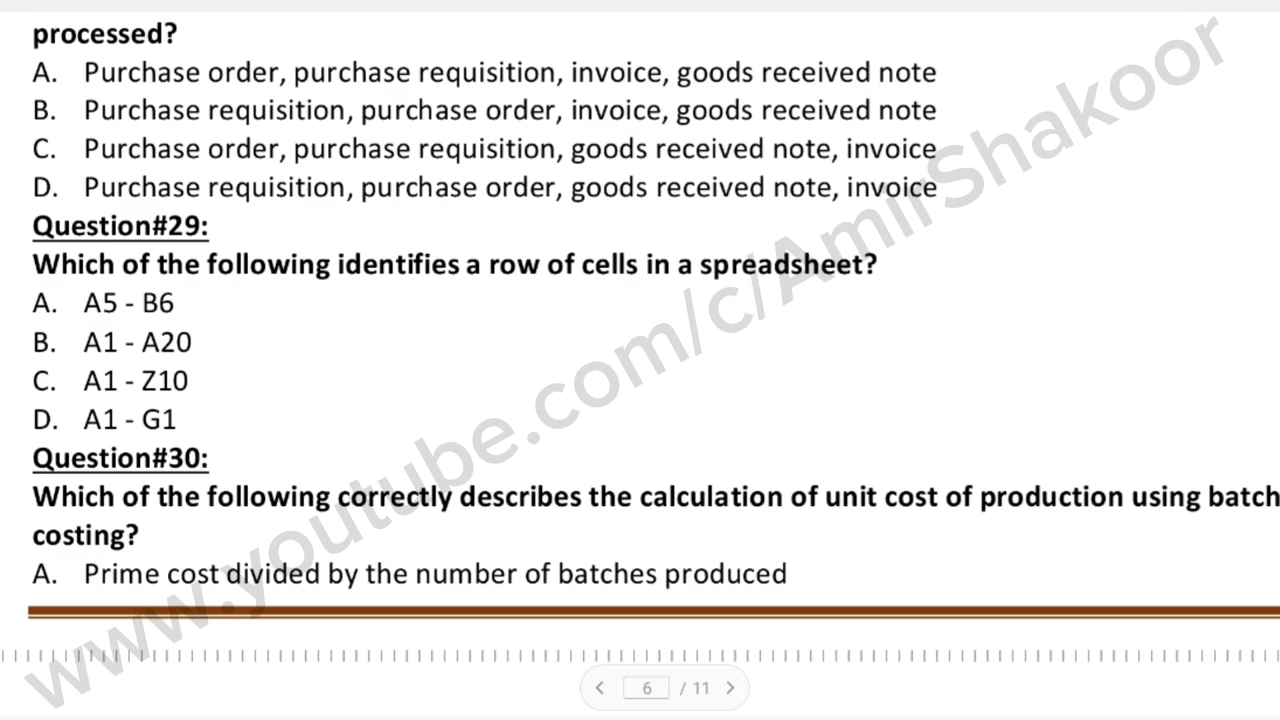 processed?
A. Purchase order, purchase requisition, invoice, goods received note
B. Purchase requisition, purchase order, invoice, goods received note
C. Purchase order, purchase requisition, goods received note, invoice
D. Purchase requisition, purchase order, goods received note, invoice
Question#29:
Which of the following identifies a row of cells in a spreadsheet?
A. A5 - B6
B. A1 - A20
C. A1 - Z10
D. A1 - G1
Question#30:
Which of the following correctly describes the calculation of unit cost of production using batch
costing?
A. Prime cost divided by the number of batches produced
www.youtube.com/c/AmirShakoor
6 / 11